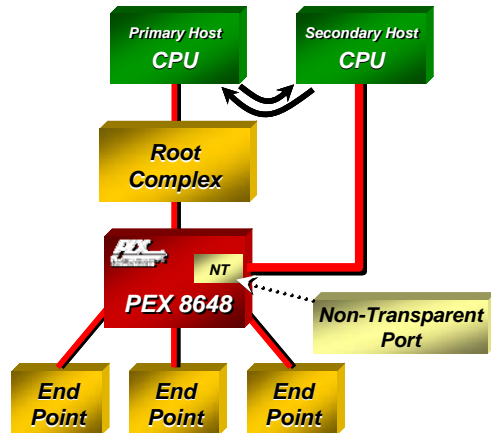 Primary Host
CPU
Secondary Host
CPU
Root
Complex
PLX
NT
PEX 8648
Non-Transparent
Port
End
Point
End
Point
End
Point